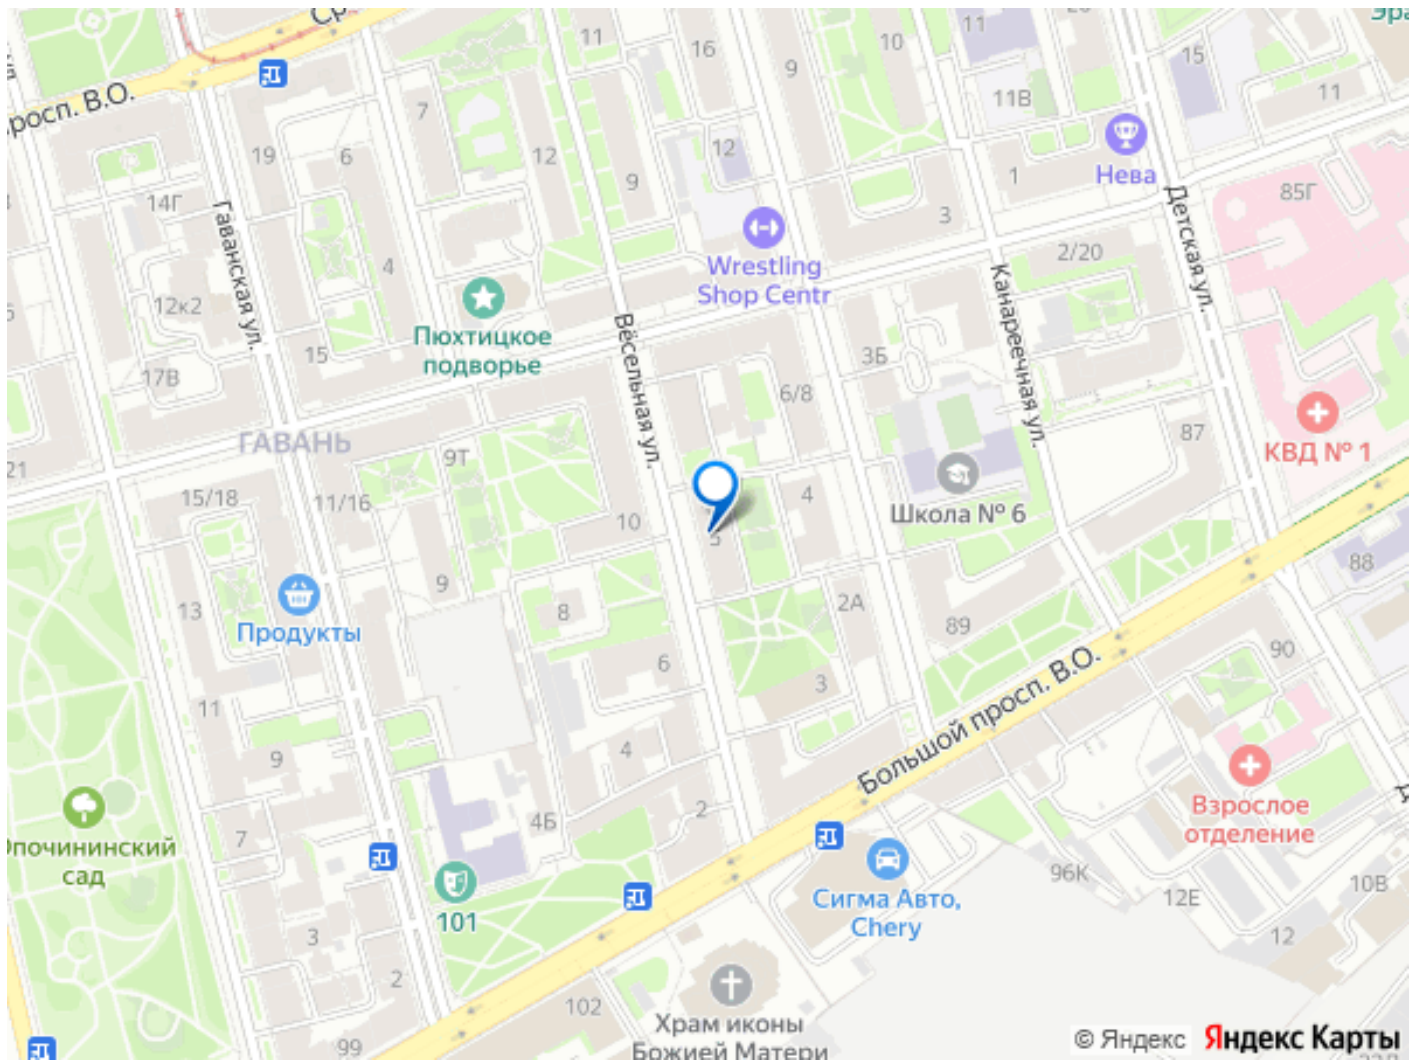 Эра
11
16
9
10
11
15
11В
11
просп. В.О.
7
12
12
19
6
9
Нева
1
85Г
14Г
Гаванская ул.
3
Детская ул.
4
Wrestling
Shop Centr
2/20
12к2
Пюхтицкое
подворье
Вёсельная ул.
Канареечная ул.
15
17В
3Б
6/8
ГАВАНЬ
9Т
87
КВД № 1
21
15/18
11/16
10
5
4
Школа № 6
88
9
13
Продукты
8
2А
89
6
3
90
11
Большой просп. В.О.
9
4
7
2
4Б
Взрослое
отделение
Опочининский
сад
Сигма Авто,
Chery
96К
12Е
10В
101
3
2
12
102
99
Храм иконы
Божией Матери
© Яндекс
Яндекс Карты